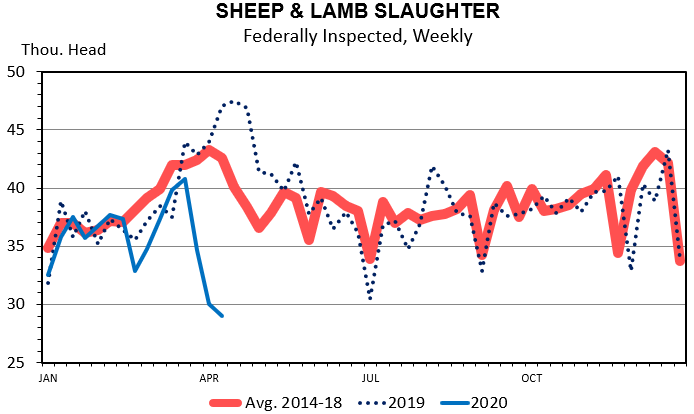 SHEEP & LAMB SLAUGHTER
Federally Inspected, Weekly
Thou. Head
50
45
40
35
30
25
JAN APR JUL OCT
Avg. 2014-18 2019 2020